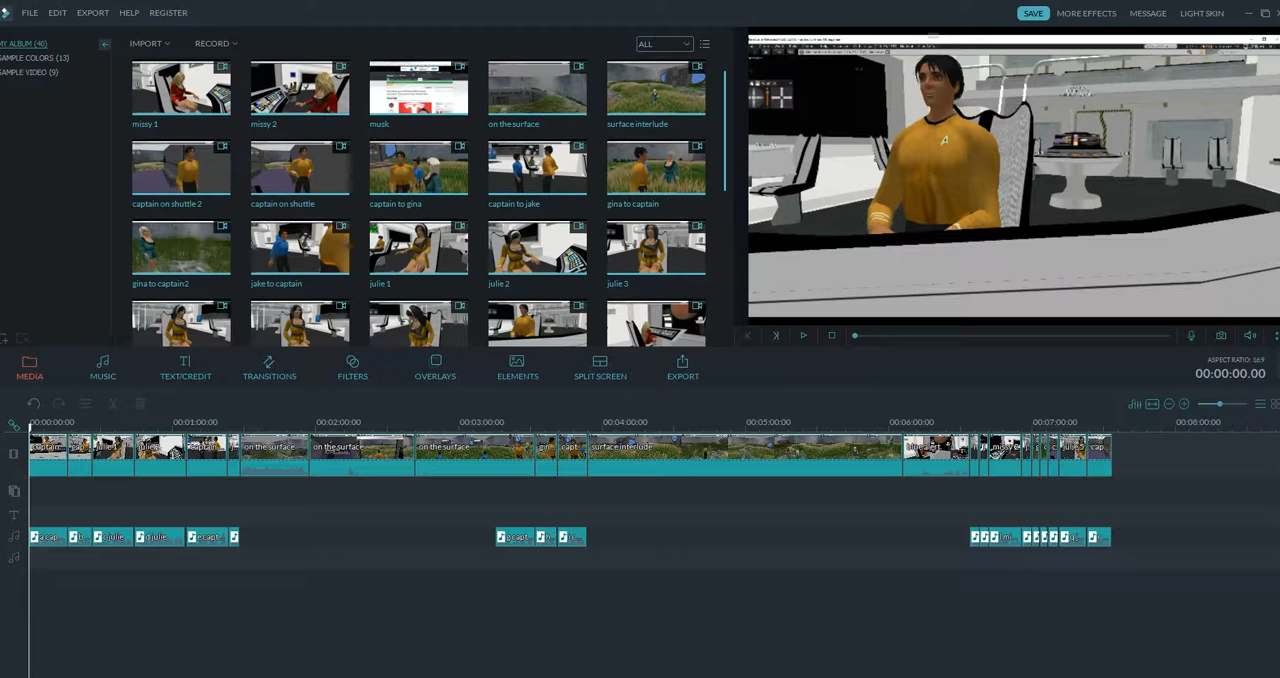 FILE EDIT EXPORT HELP REGISTER SAVE MORE EFFECTS MESSAGE LIGHT SKIN
MY ALBUM (40) IMPORT RECORD ALL
SAMPLE COLORS (13)
SAMPLE VIDEO (9)
missy 1 missy 2 musk on the surface surface interlude
captain on shuttle 2 captain on shuttle captain to gina captain to jake gina to captain
gina to captain2 jake to captain julie 1 julie 2 julie 3
MEDIA MUSIC TEXT/CREDIT TRANSITIONS FILTERS OVERLAYS ELEMENTS SPLIT SCREEN EXPORT
ASPECT RATIO: 16:9
00:00:00.00
00:00:00:00 00:01:00:00 00:02:00:00 00:03:00:00 00:04:00:00 00:05:00:00 00:06:00:00 00:07:00:00 00:08:00:00
on the surface on the surface on the surface surface interlude